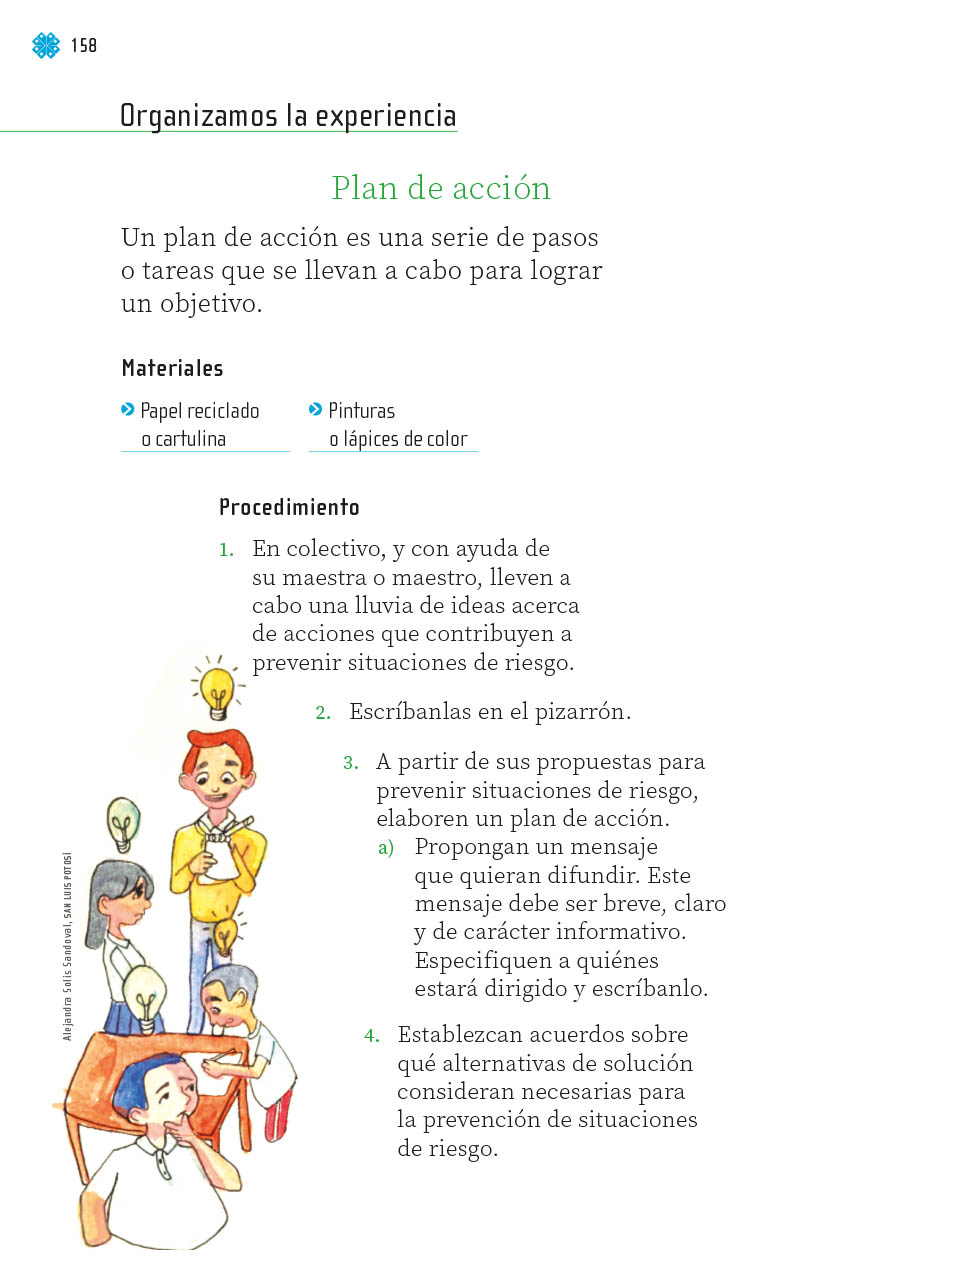 158
Organizamos la experiencia
Plan de acción
Un plan de acción es una serie de pasos
o tareas que se llevan a cabo para lograr
un objetivo.
Materiales
Papel reciclado
o cartulina
Pinturas
o lápices de color
Procedimiento
1. En colectivo, y con ayuda de
su maestra o maestro, lleven a
cabo una lluvia de ideas acerca
de acciones que contribuyen a
prevenir situaciones de riesgo.
2. Escríbanlas en el pizarrón.
3. A partir de sus propuestas para
prevenir situaciones de riesgo,
elaboren un plan de acción.
a) Propongan un mensaje
que quieran difundir. Este
mensaje debe ser breve, claro
y de carácter informativo.
Especifiquen a quiénes
estará dirigido y escríbanlo.
4. Establezcan acuerdos sobre
qué alternativas de solución
consideran necesarias para
la prevención de situaciones
de riesgo.
Alejandra Solís Sandoval, SAN LUIS POTOSÍ